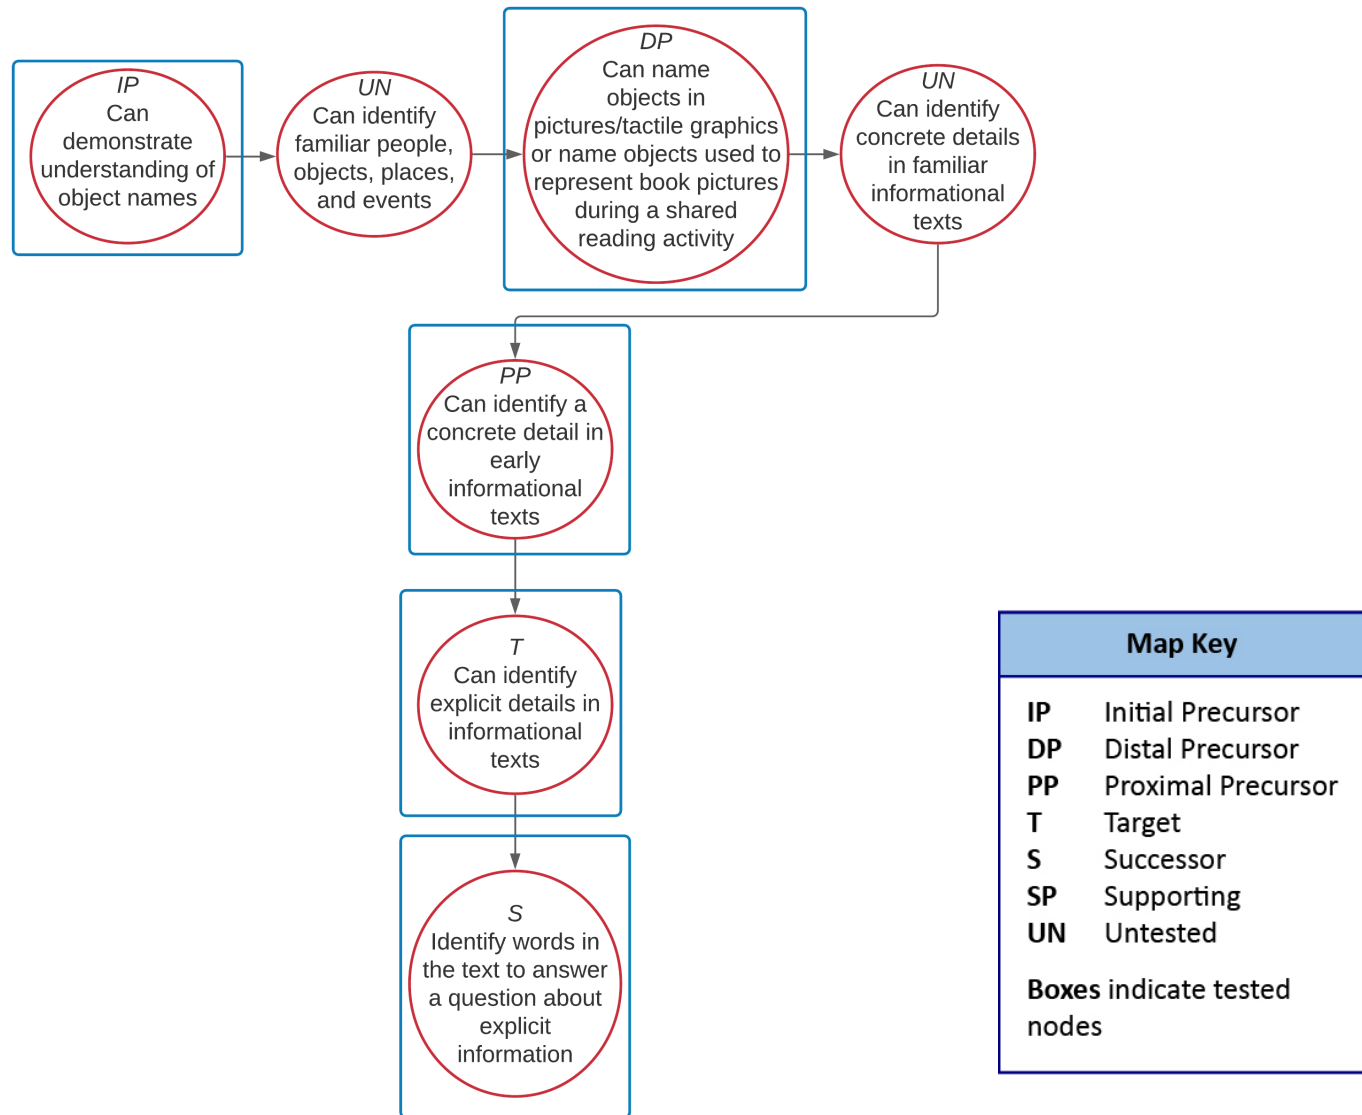 IP
Can
demonstrate
understanding of
object names
UN
Can identify
familiar people,
objects, places,
and events
DP
Can name
objects in
pictures/tactile graphics
or name objects used to
represent book pictures
during a shared
reading activity
UN
Can identify
concrete details
in familiar
informational
texts
PP
Can identify a
concrete detail in
early
informational
texts
T
Can identify
explicit details in
informational
texts
S
Identify words in
the text to answer
a question about
explicit
information
Map Key
IP Initial Precursor
DP Distal Precursor
PP Proximal Precursor
T Target
S Successor
SP Supporting
UN Untested
Boxes indicate tested
nodes